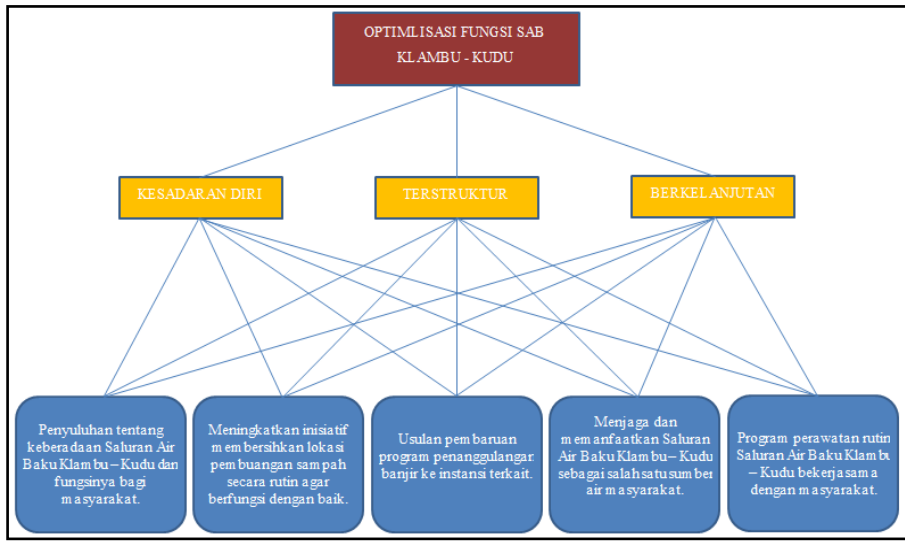 OPTIMLISASI FUNGSI SAB
KLAMBU - KUDU
KESADARAN DIRI
TERSTRUKTUR
BERKELANJUTAN
Penyuluhan tentang
keberadaan Saluran Air
Baku Klambu – Kudu dan
fungsinya bagi
masyarakat.
Meningkatkan inisiatif
membersihkan lokasi
pembuangan sampah
secara rutin agar
berfungsi dengan baik.
Usulan pembaruan
program penanggulangan
banjir ke instansi terkait.
Menjaga dan
memanfaatkan Saluran
Air Baku Klambu – Kudu
sebagai salah satu sumber
air masyarakat.
Program perawatan rutin
Saluran Air Baku Klambu
– Kudu bekerjasama
dengan masyarakat.